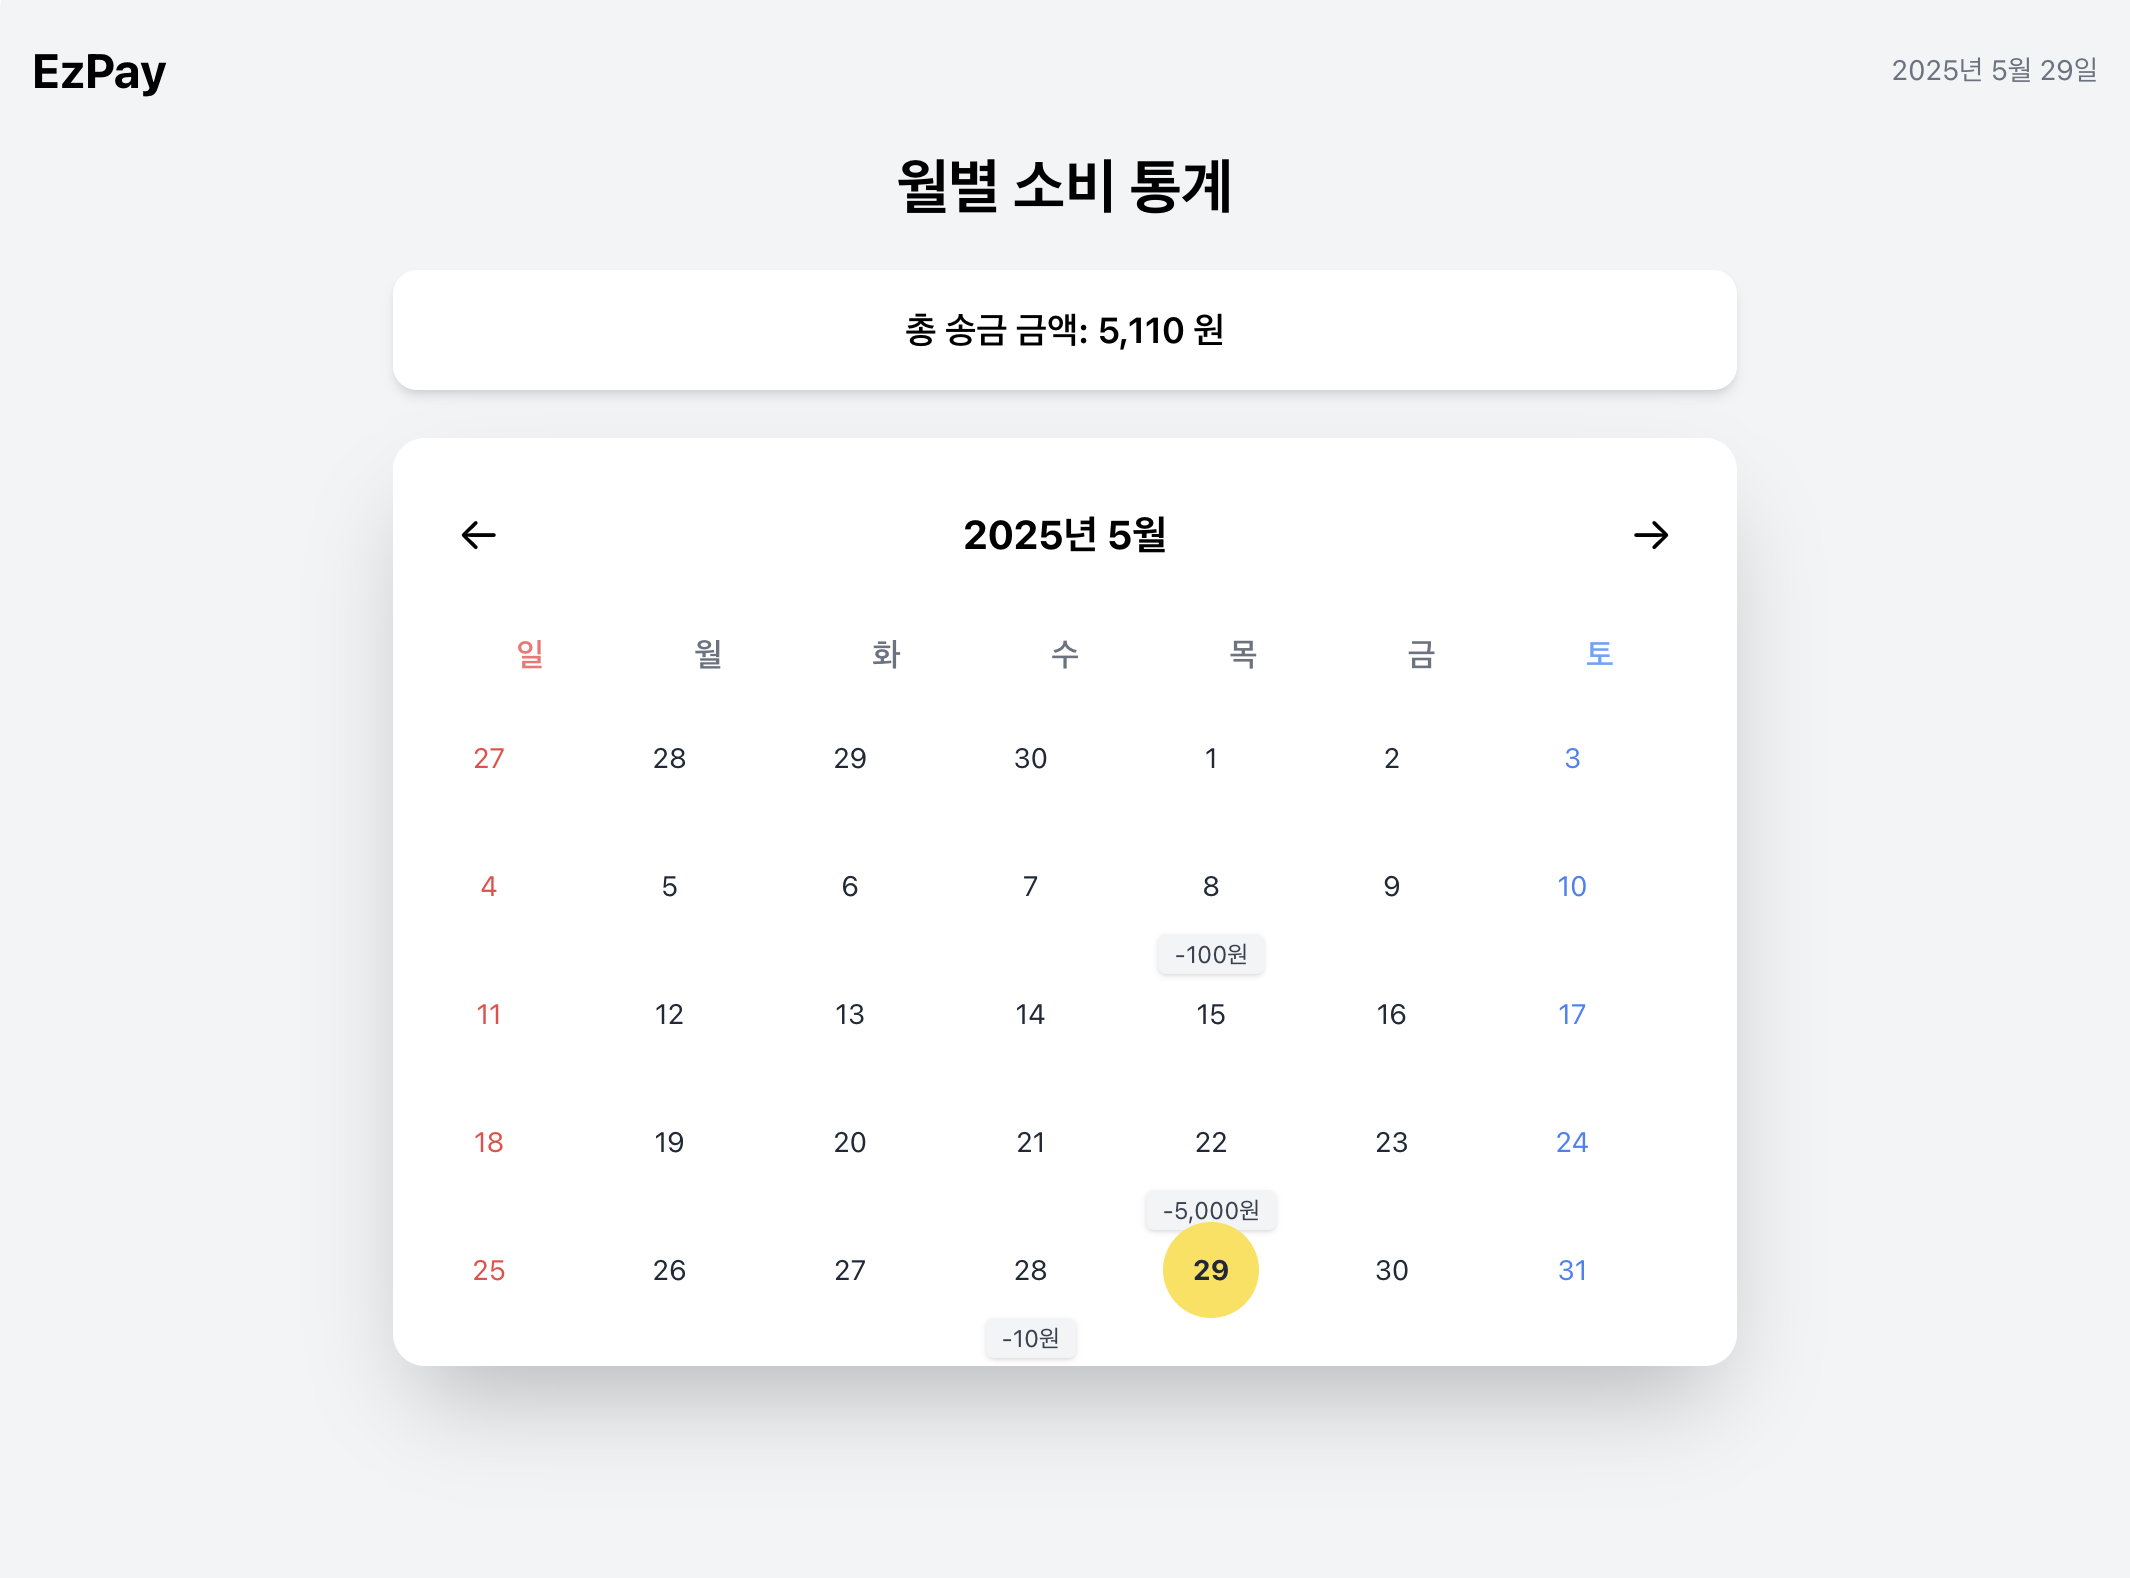 EzPay
2025년 5월 29일
월별 소비 통계
총 송금 금액: 5,110 원
2025년 5월
일 월 화 수 목 금 토
27 28 29 30 1 2 3
4 5 6 7 8 9 10
-100원
11 12 13 14 15 16 17
18 19 20 21 22 23 24
-5,000원
25 26 27 28 29 30 31
-10원